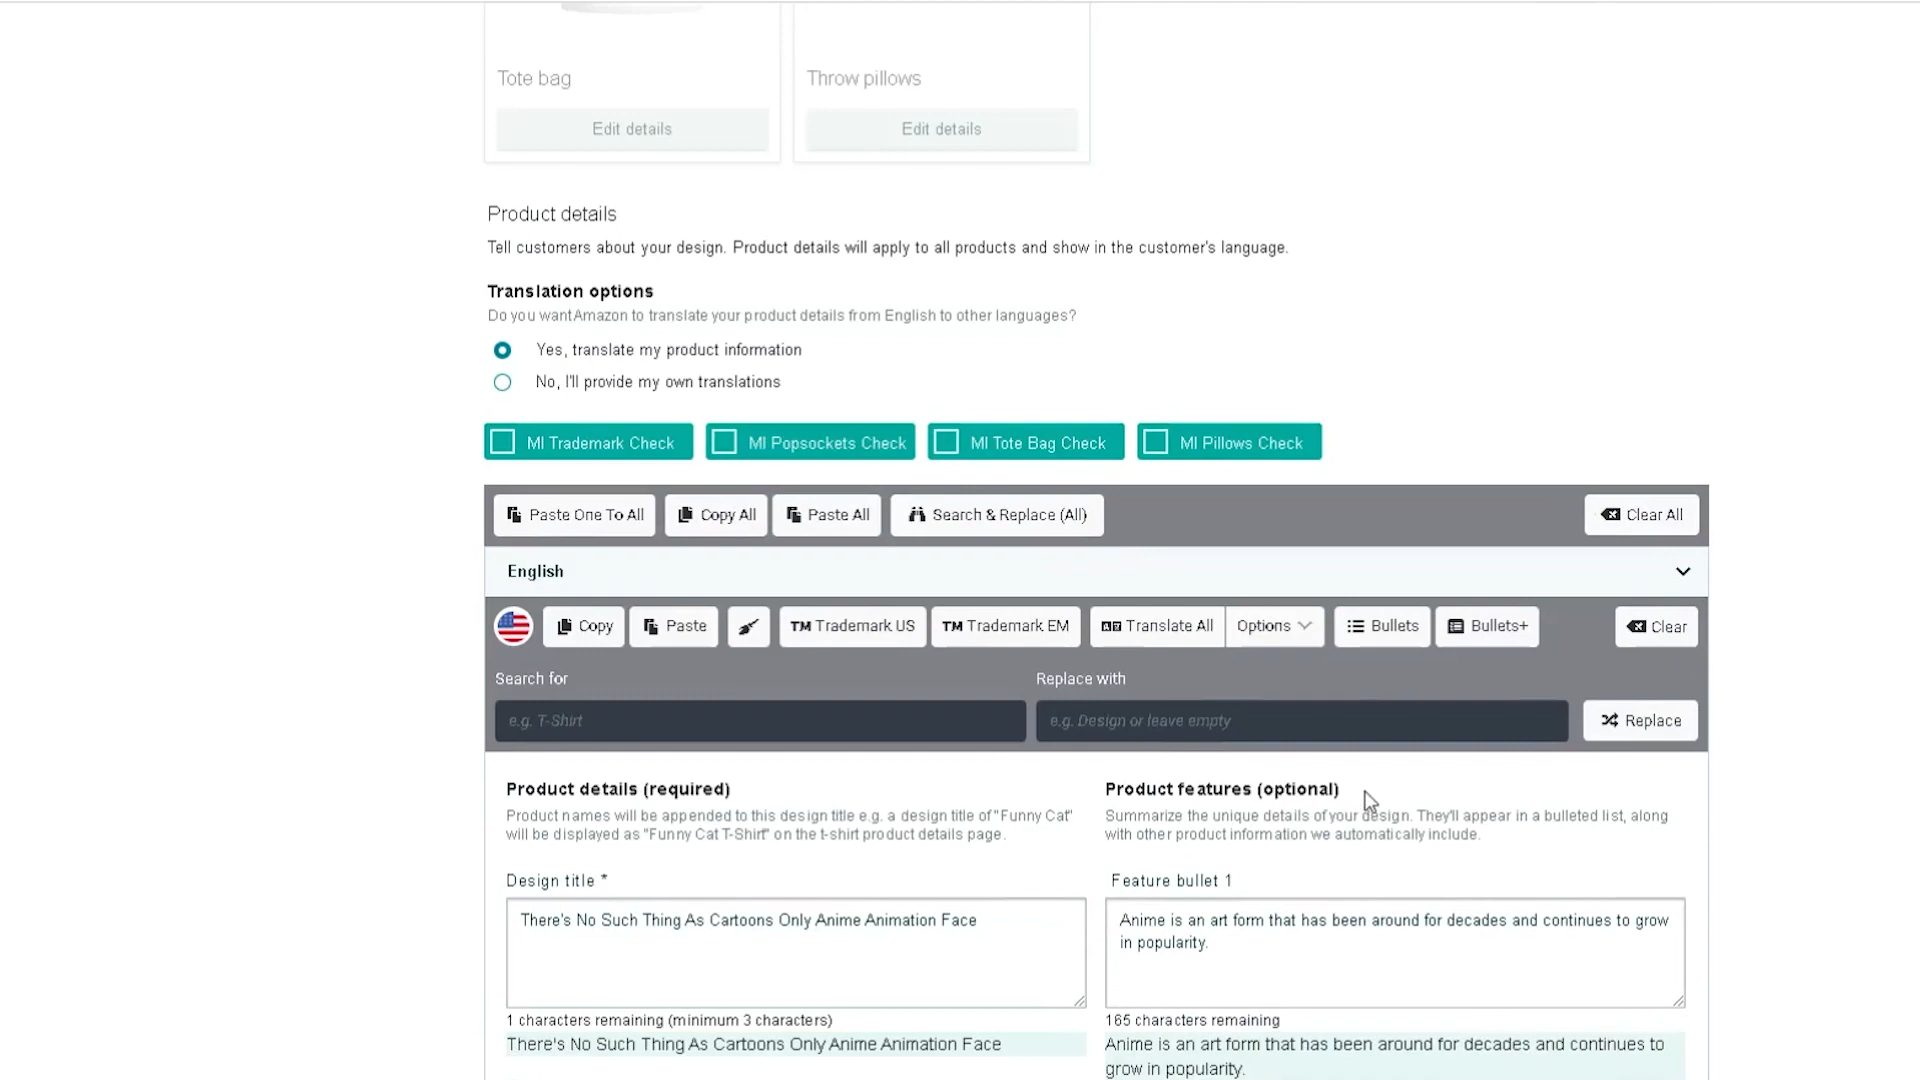 Tote bag
Throw pillows
Edit details
Edit details
Product details
Tell customers about your design. Product details will apply to all products and show in the customer's language.
Translation options
Do you want Amazon to translate your product details from English to other languages?
Yes, translate my product information
No, I'll provide my own translations
MI Trademark Check
MI Popsockets Check
MI Tote Bag Check
MI Pillows Check
Paste One To All
Copy All
Paste All
Search & Replace (All)
Clear All
English
Copy
Paste
TM Trademark US
TM Trademark EM
Translate All
Options
Bullets
Bullets+
Clear
Search for
Replace with
e.g. T-Shirt
e.g. Design or leave empty
Replace
Product details (required)
Product names will be appended to this design title e.g. a design title of "Funny Cat"
will be displayed as "Funny Cat T-Shirt" on the t-shirt product details page.
Product features (optional)
Summarize the unique details of your design. They'll appear in a bulleted list, along
with other product information we automatically include.
Design title *
There's No Such Thing As Cartoons Only Anime Animation Face
1 characters remaining (minimum 3 characters)
There's No Such Thing As Cartoons Only Anime Animation Face
Feature bullet 1
Anime is an art form that has been around for decades and continues to grow
in popularity.
165 characters remaining
Anime is an art form that has been around for decades and continues to
grow in popularity.